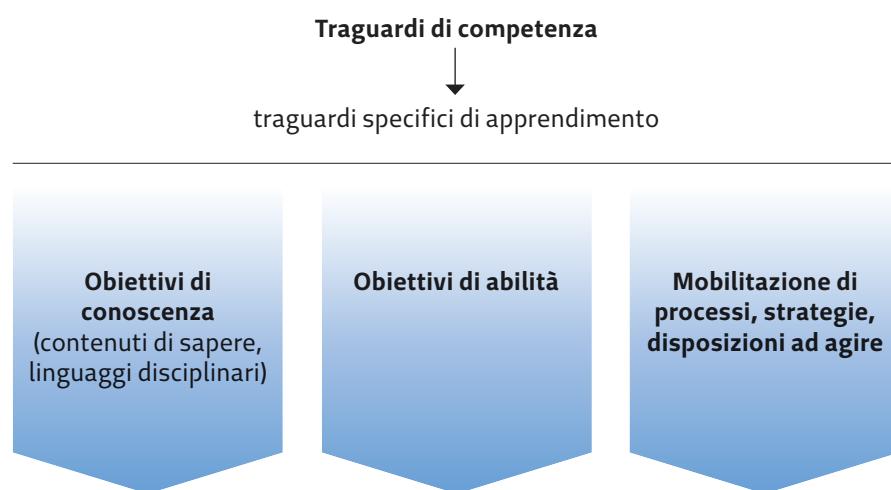 Traguardi di competenza
traguardi specifici di apprendimento
Obiettivi di
conoscenza
(contenuti di sapere,
linguaggi disciplinari)
Obiettivi di abilità
Mobilitazione di
processi, strategie,
disposizioni ad agire